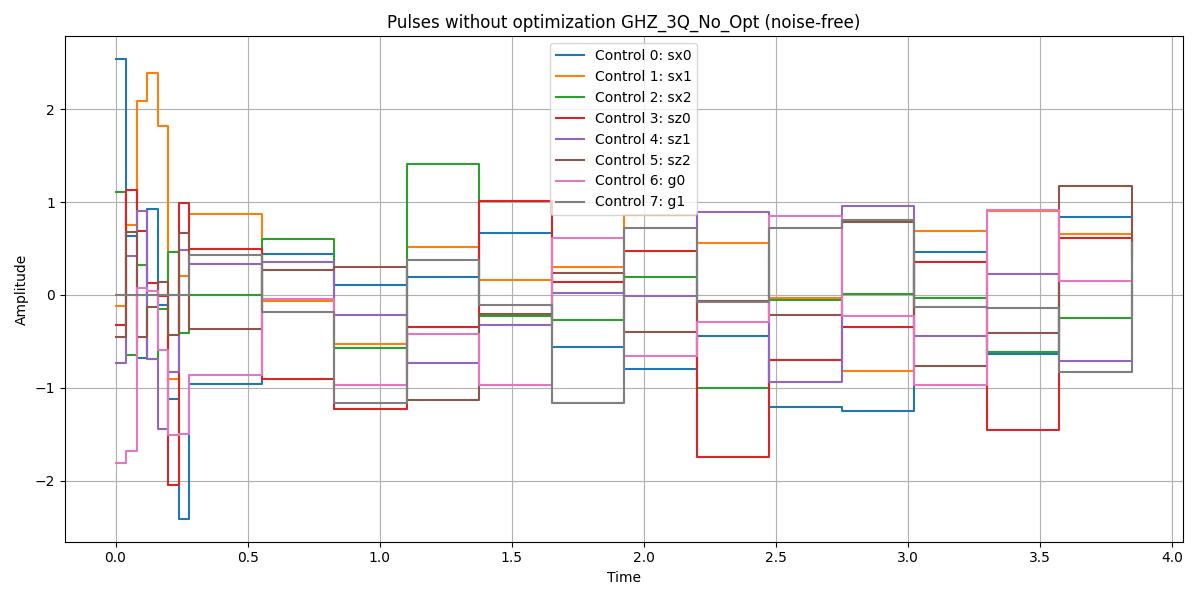 Pulses without optimization GHZ_3Q_No_Opt (noise-free)
Control 0: sx0
Control 1: sx1
Control 2: sx2
Control 3: sz0
Control 4: sz1
Control 5: sz2
Control 6: g0
Control 7: g1
Amplitude
2
1
0
−1
−2
0.0 0.5 1.0 1.5 2.0 2.5 3.0 3.5 4.0
Time